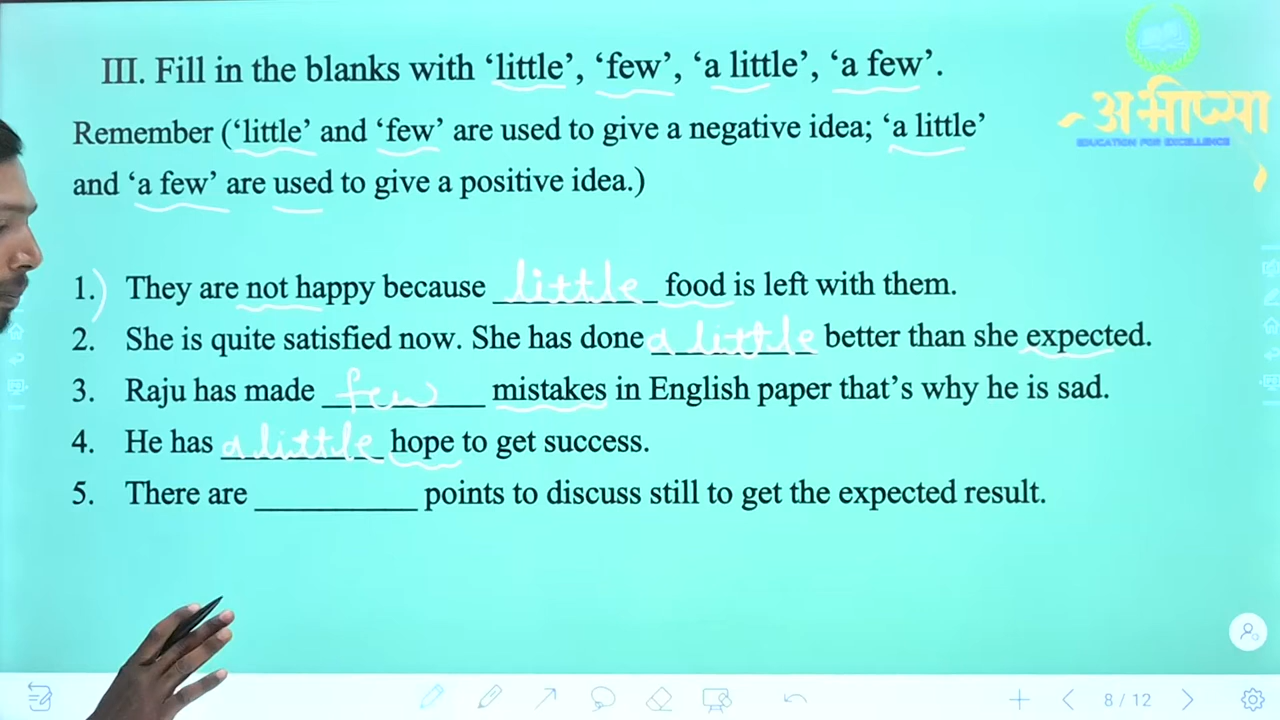 III. Fill in the blanks with ‘little’, ‘few’, ‘a little’, ‘a few’.
अभीप्सा
EDUCATION FOR EXCELLENCE
Remember (‘little’ and ‘few’ are used to give a negative idea; ‘a little’
and ‘a few’ are used to give a positive idea.)
1.) They are not happy because little food is left with them.
2. She is quite satisfied now. She has done a little better than she expected.
3. Raju has made few mistakes in English paper that’s why he is sad.
4. He has a little hope to get success.
5. There are __________ points to discuss still to get the expected result.
8 / 12